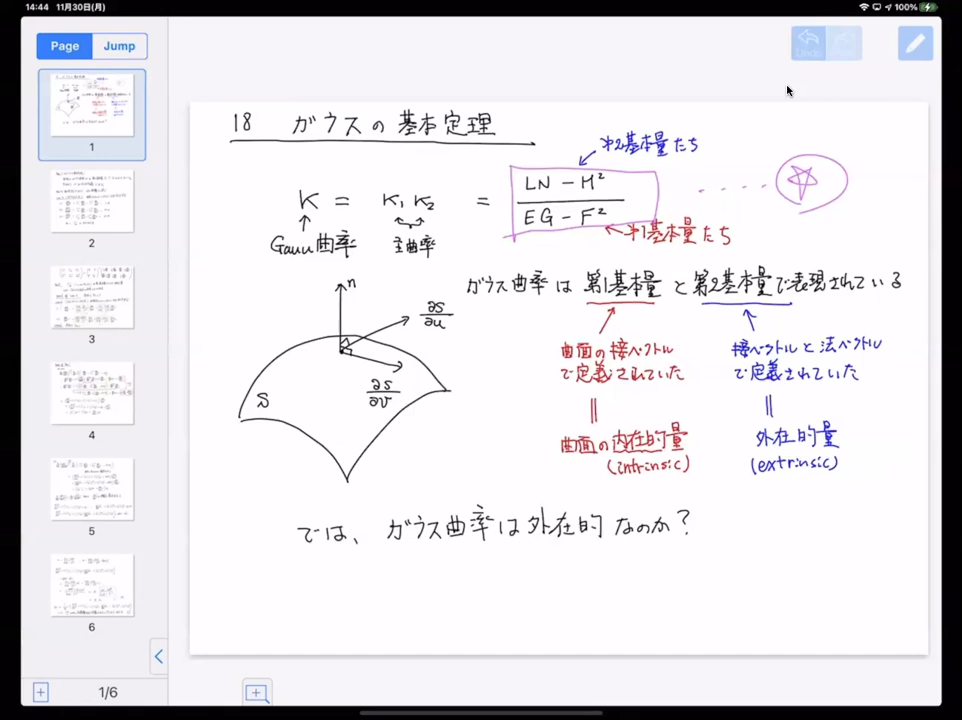 14:44 11月30日(月)
100%
Page Jump
Undo
18 ガウスの基本定理
第2基本量たち
K = K₁K₂ = LN - M² / EG - F²
Gauss曲率 主曲率 第1基本量たち
ガウス曲率は 第1基本量 と 第2基本量で表現されている
n
∂S/∂u
∂S/∂v
S
曲面の接ベクトル
で定義されていた
接ベクトルと法ベクトル
で定義されていた
曲面の内在的量
(intrinsic)
外在的量
(extrinsic)
では、ガウス曲率は外在的なのか?
1
2
3
4
5
6
1/6